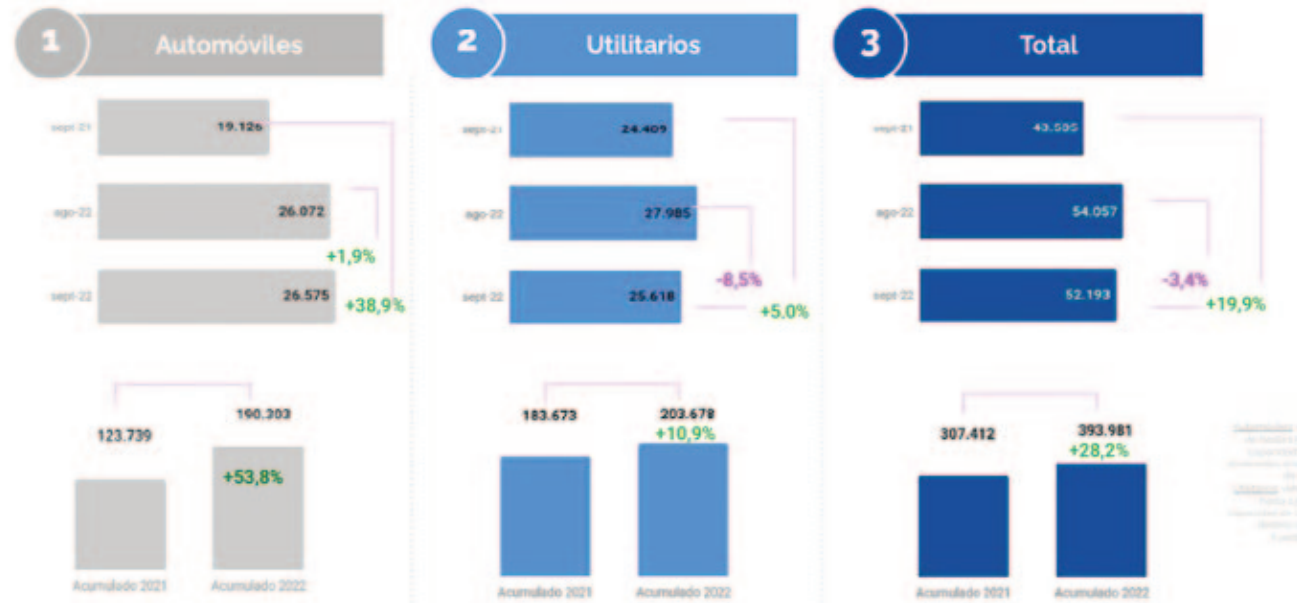 1 Automóviles
sept-21 19.126
ago-22 26.072
+1,9%
sept-22 26.575
+38,9%
123.739
190.303
+53,8%
Acumulado 2021 Acumulado 2022
2 Utilitarios
sept-21 24.409
ago-22 27.985
-8,5%
sept-22 25.618
+5.0%
183.673
203.678
+10,9%
Acumulado 2021 Acumulado 2022
3 Total
sept-21 43.535
ago-22 54.057
-3,4%
sept-22 52.193
+19,9%
307.412
393.981
+28,2%
Acumulado 2021 Acumulado 2022